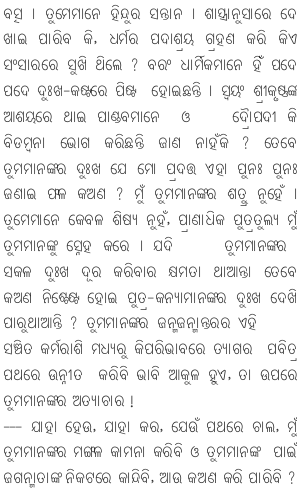 ବତ୍ସ । ତୁମେମାନେ ହିନ୍ଦୁର ସନ୍ତାନ । ଶାସ୍ତ୍ରାନୁସାରେ ଦେ
ଖାଇ ପାରିବ କି, ଧର୍ମର ପଦାଶ୍ରୟ ଗ୍ରହଣ କରି କିଏ
ସଂସାରରେ ସୁଖି ଥିଲେ ? ବରଂ ଧାର୍ମିକମାନେ ହିଁ ପଦେ
ପଦେ ଦୁଃଖ-କଷ୍ଟରେ ପିଷ୍ଟ ହୋଇଛନ୍ତି । ସ୍ୱୟଂ ଶ୍ରୀକୃଷ୍ଣଙ୍କ
ଆଶୟରେ ଥାଇ ପାଣ୍ଡବମାନେ ଓ ଦ୍ରୌପଦୀ କି
ବିଡମ୍ବନା ଭୋଗ କରିଛନ୍ତି ଜାଣ ନାହୁଁକି ? ତେବେ
ତୁମମାନଙ୍କର ଦୁଃଖ ଯେ ମୋ ପ୍ରଦତ୍ତ ଏହା ପୁନଃ ପୁନଃ
ଜଣାଇ ଫଳ କଅଣ ? ମୁଁ ତୁମମାନଙ୍କର ଶତ୍ରୁ ନୁହେଁ ।
ତୁମେମାନେ କେବଳ ଶିଷ୍ୟ ନୁହଁ, ପ୍ରାଣାଧିକ ପୁତ୍ରତୁଲ୍ୟ ମୁଁ
ତୁମମାନଙ୍କୁ ସ୍ନେହ କରେ । ଯଦି ତୁମମାନଙ୍କର
ସକଳ ଦୁଃଖ ଦୂର କରିବାର କ୍ଷମତା ଥାଆନ୍ତା ତେବେ
କଅଣ ନିଶ୍ଚେଷ୍ଟ ହୋଇ ପୁତ୍ର-କନ୍ୟାମାନଙ୍କର ଦୁଃଖ ଦେଖି
ପାରୁଥାଆନ୍ତି ? ତୁମମାନଙ୍କର ଜନ୍ମଜନ୍ମାନ୍ତରର ଏହି
ସଞ୍ଚିତ କର୍ମରାଶି ମଧ୍ୟରୁ କିପରିଭାବରେ ତ୍ୟାଗର ପବିତ୍ର
ପଥରେ ଉନ୍ନୀତ କରିବି ଭାବି ଆକୁଳ ହୁଏ, ତା ଉପରେ
ତୁମମାନଙ୍କର ଅତ୍ୟାଚାର !
--- ଯାହା ହେଉ, ଯାହା କର, ଯେଉଁ ପଥରେ ଚାଲ, ମୁଁ
ତୁମମାନଙ୍କର ମଙ୍ଗଳ କାମନା କରିବି ଓ ତୁମମାନଙ୍କ ପାଇଁ
ଜଗନ୍ମାତାଙ୍କ ନିକଟରେ କାନ୍ଦିବି, ଆଉ କଅଣ କରି ପାରିବି ?